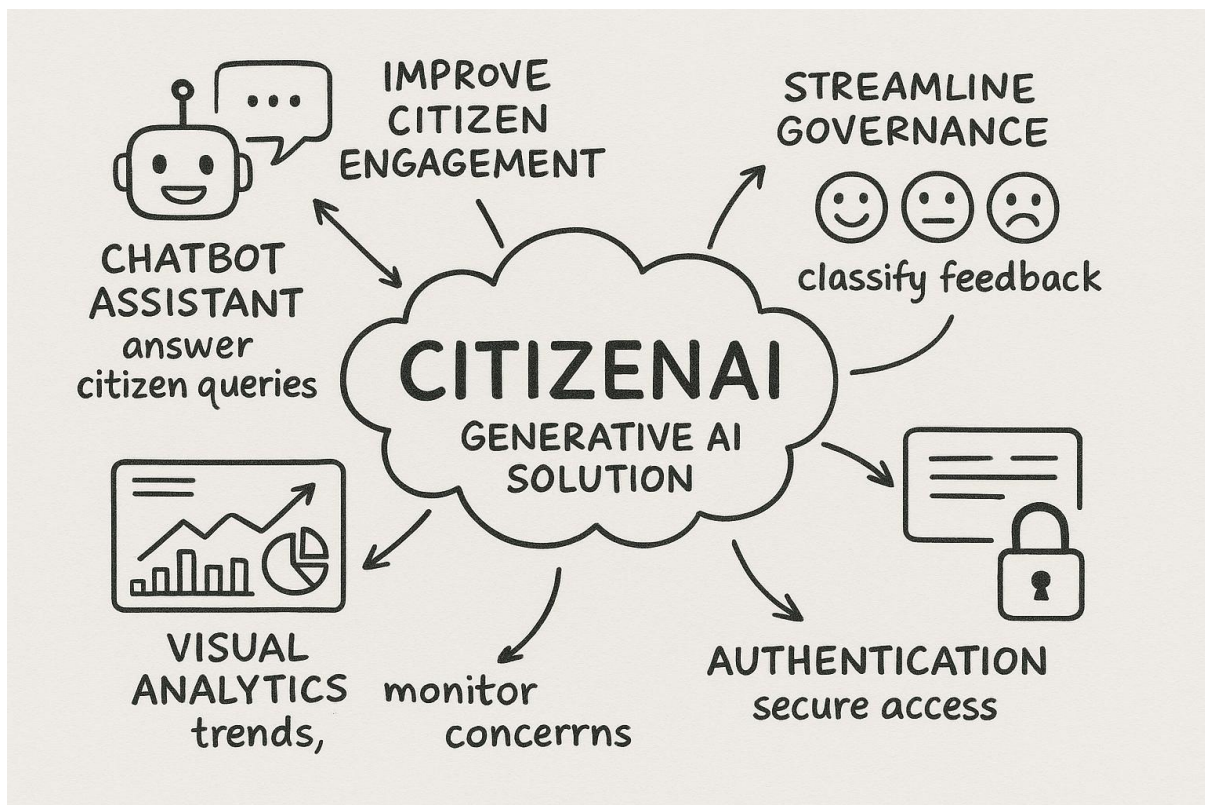 IMPROVE
CITIZEN
ENGAGEMENT
STREAMLINE
GOVERNANCE
classify feedback
CHATBOT
ASSISTANT
answer
citizen queries
CITIZENAI
GENERATIVE AI
SOLUTION
VISUAL
ANALYTICS
trends,
monitor
concerrns
AUTHENTICATION
secure access